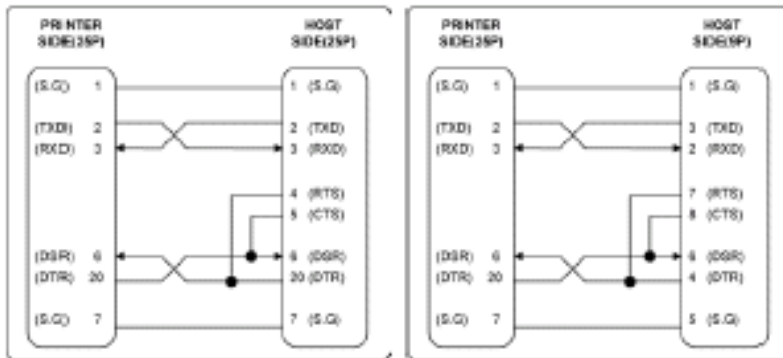 PRINTER SIDE(25P)
HOST SIDE(25P)
(S.G) 1
1 (S.G)
(TXD) 2
2 (TXD)
(RXD) 3
3 (RXD)
4 (RTS)
5 (CTS)
(DSR) 6
6 (DSR)
(DTR) 20
20 (DTR)
(S.G) 7
7 (S.G)
PRINTER SIDE(25P)
HOST SIDE(9P)
(S.G) 1
1 (S.G)
(TXD) 2
3 (TXD)
(RXD) 3
2 (RXD)
7 (RTS)
8 (CTS)
(DSR) 6
6 (DSR)
(DTR) 20
4 (DTR)
(S.G) 7
5 (S.G)